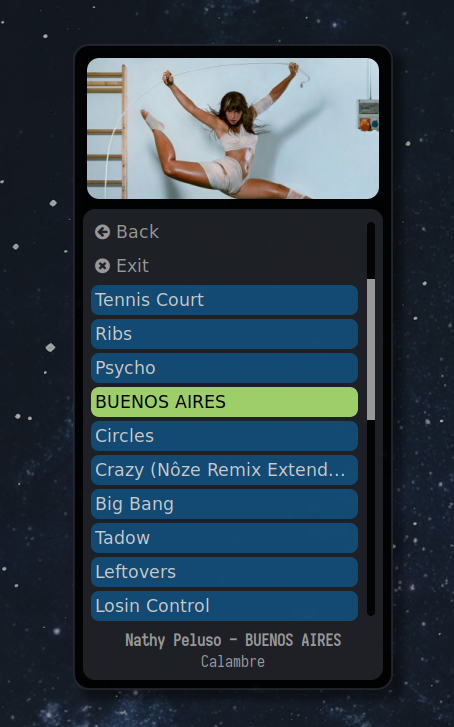 Back
Exit
Tennis Court
Ribs
Psycho
BUENOS AIRES
Circles
Crazy (Nôze Remix Extend...
Big Bang
Tadow
Leftovers
Losin Control
Nathy Peluso - BUENOS AIRES
Calambre